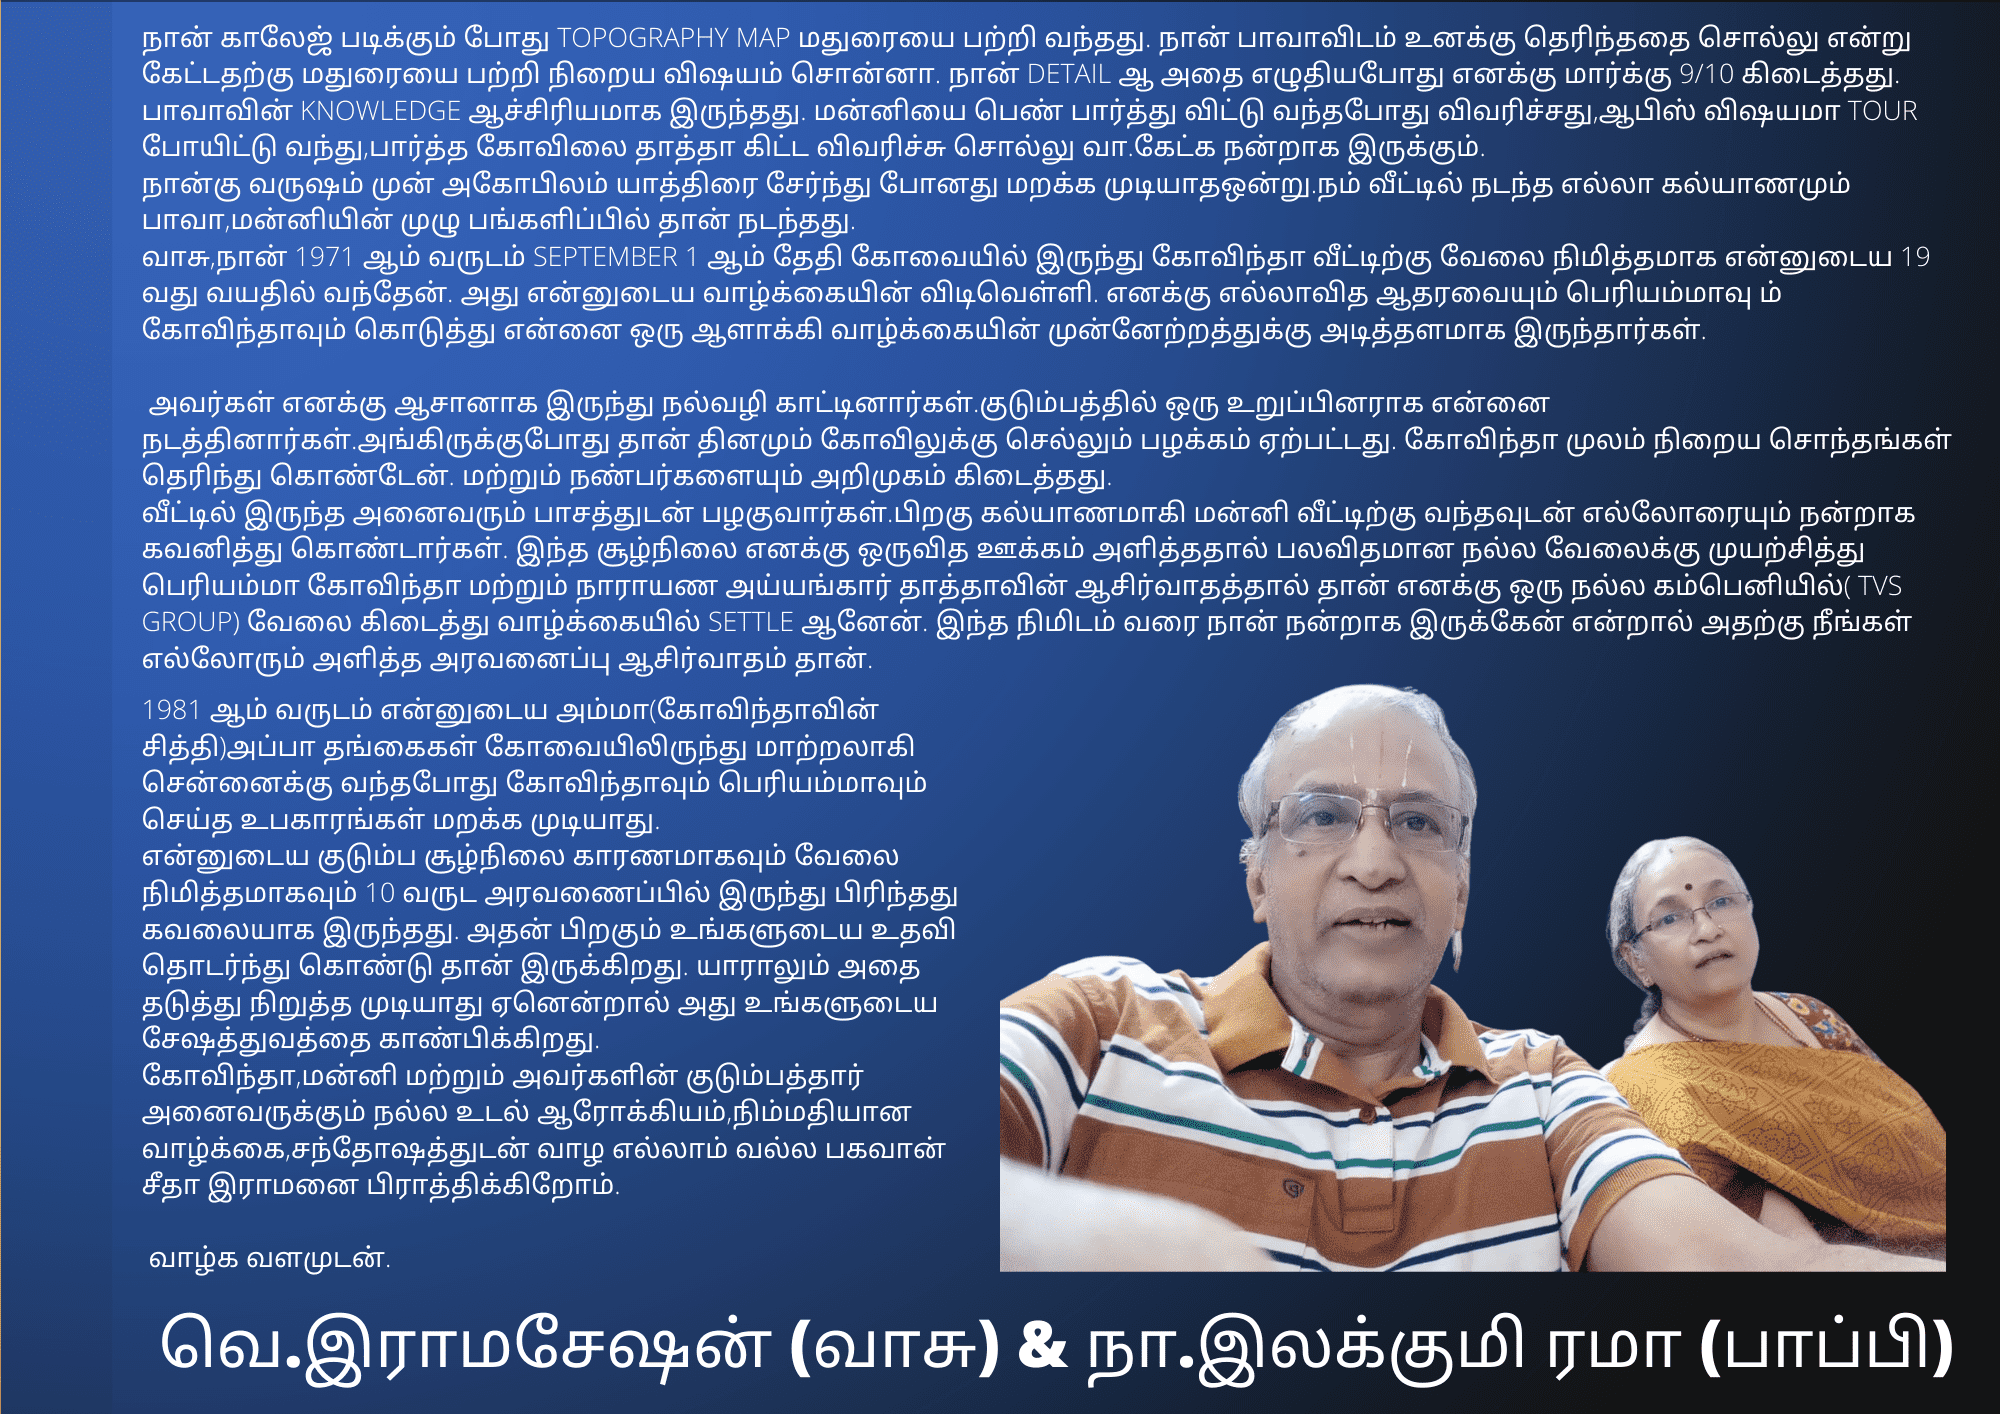 நான் காலேஜ் படிக்கும் போது TOPOGRAPHY MAP மதுரையை பற்றி வந்தது. நான் பாவாவிடம் உனக்கு தெரிந்ததை சொல்லு என்று
கேட்டதற்கு மதுரையை பற்றி நிறைய விஷயம் சொன்னா. நான் DETAIL ஆ அதை எழுதியபோது எனக்கு மார்க்கு 9/10 கிடைத்தது.
பாவாவின் KNOWLEDGE ஆச்சிரியமாக இருந்தது. மன்னியை பெண் பார்த்து விட்டு வந்தபோது விவரிச்சது,ஆபிஸ் விஷயமா TOUR
போயிட்டு வந்து,பார்த்த கோவிலை தாத்தா கிட்ட விவரிச்சு சொல்லு வா.கேட்க நன்றாக இருக்கும்.
நான்கு வருஷம் முன் அகோபிலம் யாத்திரை சேர்ந்து போனது மறக்க முடியாதஒன்று.நம் வீட்டில் நடந்த எல்லா கல்யாணமும்
பாவா,மன்னியின் முழு பங்களிப்பில் தான் நடந்தது.
வாசு,நான் 1971 ஆம் வருடம் SEPTEMBER 1 ஆம் தேதி கோவையில் இருந்து கோவிந்தா வீட்டிற்கு வேலை நிமித்தமாக என்னுடைய 19
வது வயதில் வந்தேன். அது என்னுடைய வாழ்க்கையின் விடிவெள்ளி. எனக்கு எல்லாவித ஆதரவையும் பெரியம்மாவு ம்
கோவிந்தாவும் கொடுத்து என்னை ஒரு ஆளாக்கி வாழ்க்கையின் முன்னேற்றத்துக்கு அடித்தளமாக இருந்தார்கள்.
அவர்கள் எனக்கு ஆசானாக இருந்து நல்வழி காட்டினார்கள்.குடும்பத்தில் ஒரு உறுப்பினராக என்னை
நடத்தினார்கள்.அங்கிருக்குபோது தான் தினமும் கோவிலுக்கு செல்லும் பழக்கம் ஏற்பட்டது. கோவிந்தா முலம் நிறைய சொந்தங்கள்
தெரிந்து கொண்டேன். மற்றும் நண்பர்களையும் அறிமுகம் கிடைத்தது.
வீட்டில் இருந்த அனைவரும் பாசத்துடன் பழகுவார்கள்.பிறகு கல்யாணமாகி மன்னி வீட்டிற்கு வந்தவுடன் எல்லோரையும் நன்றாக
கவனித்து கொண்டார்கள். இந்த சூழ்நிலை எனக்கு ஒருவித ஊக்கம் அளித்ததால் பலவிதமான நல்ல வேலைக்கு முயற்சித்து
பெரியம்மா கோவிந்தா மற்றும் நாராயண அய்யங்கார் தாத்தாவின் ஆசிர்வாதத்தால் தான் எனக்கு ஒரு நல்ல கம்பெனியில்( TVS
GROUP) வேலை கிடைத்து வாழ்க்கையில் SETTLE ஆனேன். இந்த நிமிடம் வரை நான் நன்றாக இருக்கேன் என்றால் அதற்கு நீங்கள்
எல்லோரும் அளித்த அரவனைப்பு ஆசிர்வாதம் தான்.
1981 ஆம் வருடம் என்னுடைய அம்மா(கோவிந்தாவின்
சித்தி)அப்பா தங்கைகள் கோவையிலிருந்து மாற்றலாகி
சென்னைக்கு வந்தபோது கோவிந்தாவும் பெரியம்மாவும்
செய்த உபகாரங்கள் மறக்க முடியாது.
என்னுடைய குடும்ப சூழ்நிலை காரணமாகவும் வேலை
நிமித்தமாகவும் 10 வருட அரவணைப்பில் இருந்து பிரிந்தது
கவலையாக இருந்தது. அதன் பிறகும் உங்களுடைய உதவி
தொடர்ந்து கொண்டு தான் இருக்கிறது. யாராலும் அதை
தடுத்து நிறுத்த முடியாது ஏனென்றால் அது உங்களுடைய
சேஷத்துவத்தை காண்பிக்கிறது.
கோவிந்தா,மன்னி மற்றும் அவர்களின் குடும்பத்தார்
அனைவருக்கும் நல்ல உடல் ஆரோக்கியம்,நிம்மதியான
வாழ்க்கை,சந்தோஷத்துடன் வாழ எல்லாம் வல்ல பகவான்
சீதா இராமனை பிராத்திக்கிறோம்.
வாழ்க வளமுடன்.
வெ.இராமசேஷன் (வாசு) & நா.இலக்குமி ரமா (பாப்பி)